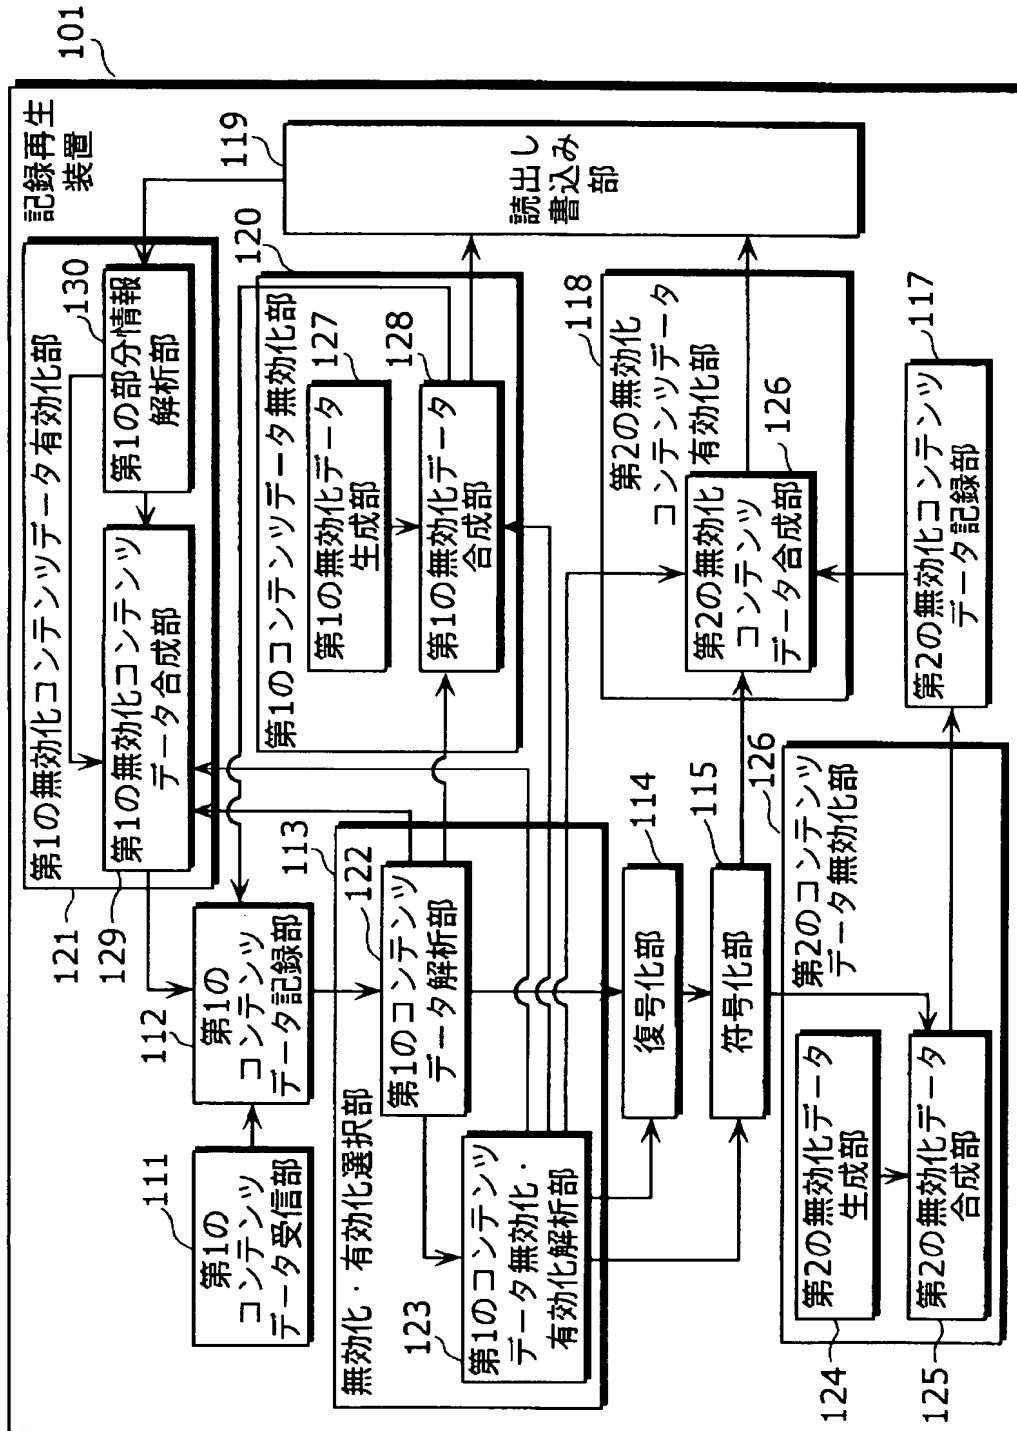 101
記録再生
装置
第1の無効化コンテンツデータ有効化部
121
第1の無効化コンテンツ
データ合成部
129
第1の部分情報
解析部
130
読出し
書込み
部
119
第1の
コンテンツ
データ受信部
111
第1の
コンテンツ
データ記録部
112
第1のコンテンツデータ無効化部
120
第1の無効化データ
生成部
127
第1の無効化データ
合成部
128
無効化・有効化選択部
113
第1のコンテンツ
データ解析部
122
第1のコンテンツ
データ無効化・
有効化解析部
123
復号化部
114
符号化部
115
第2の無効化
コンテンツデータ
有効化部
118
第2の無効化
コンテンツ
データ合成部
126
第2のコンテンツ
データ無効化部
126
第2の無効化データ
生成部
124
第2の無効化データ
合成部
125
第2の無効化コンテンツ
データ記録部
117